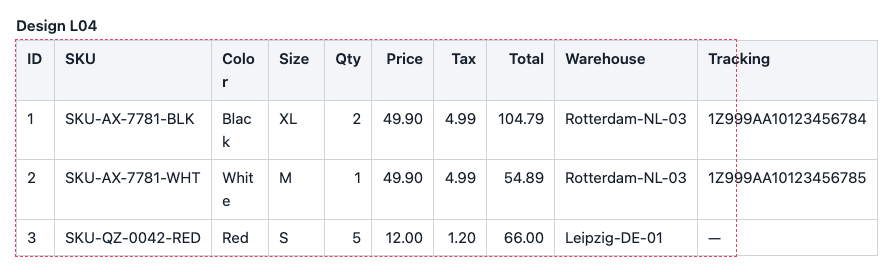 Design L04
ID SKU Colo
r Size Qty Price Tax Total Warehouse Tracking
1 SKU-AX-7781-BLK Blac
k XL 2 49.90 4.99 104.79 Rotterdam-NL-03 1Z999AA10123456784
2 SKU-AX-7781-WHT Whit
e M 1 49.90 4.99 54.89 Rotterdam-NL-03 1Z999AA10123456785
3 SKU-QZ-0042-RED Red S 5 12.00 1.20 66.00 Leipzig-DE-01 —